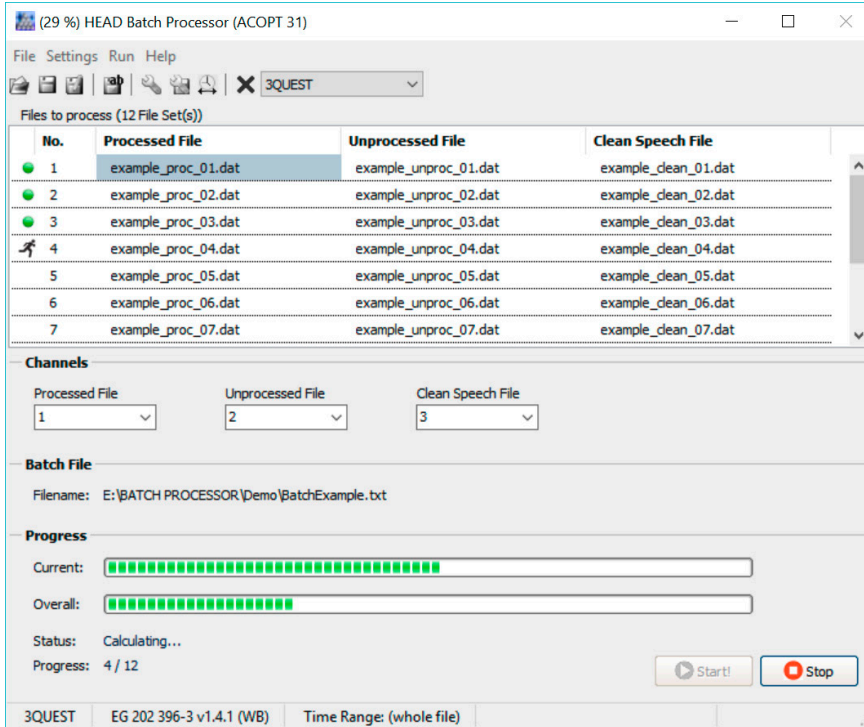 (29 %) HEAD Batch Processor (ACOPT 31)
File Settings Run Help
ab 3QUEST
Files to process (12 File Set(s))
No. Processed File Unprocessed File Clean Speech File
1 example_proc_01.dat example_unproc_01.dat example_clean_01.dat
2 example_proc_02.dat example_unproc_02.dat example_clean_02.dat
3 example_proc_03.dat example_unproc_03.dat example_clean_03.dat
4 example_proc_04.dat example_unproc_04.dat example_clean_04.dat
5 example_proc_05.dat example_unproc_05.dat example_clean_05.dat
6 example_proc_06.dat example_unproc_06.dat example_clean_06.dat
7 example_proc_07.dat example_unproc_07.dat example_clean_07.dat
Channels
Processed File Unprocessed File Clean Speech File
1 2 3
Batch File
Filename: E:\BATCH PROCESSOR\Demo\BatchExample.txt
Progress
Current:
Overall:
Status: Calculating...
Progress: 4 / 12
Start! Stop
3QUEST EG 202 396-3 v1.4.1 (WB) Time Range: (whole file)